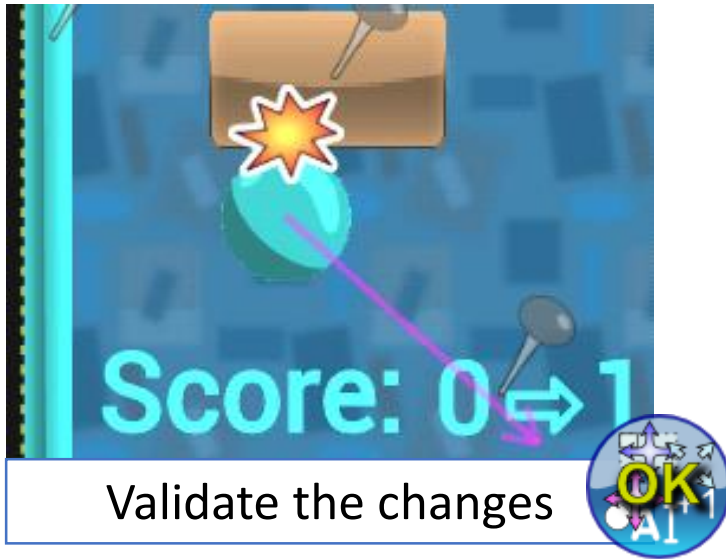 Score: 0⇨1
Validate the changes
OK